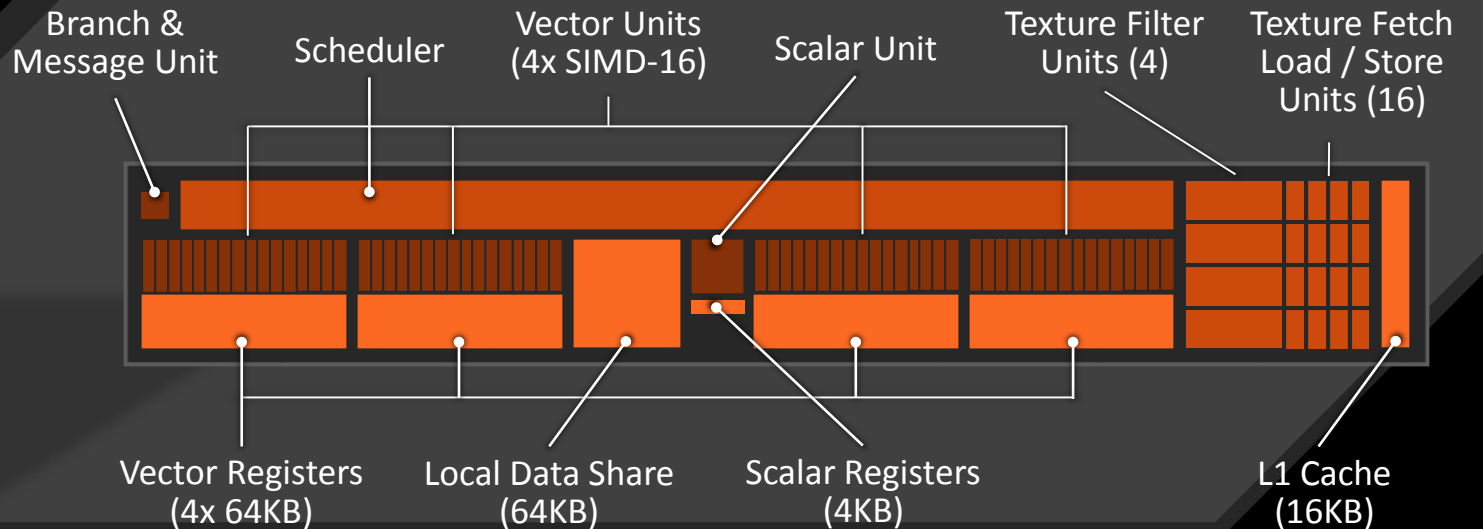 Branch &
Message Unit
Scheduler
Vector Units
(4x SIMD-16)
Scalar Unit
Texture Filter
Units (4)
Texture Fetch
Load / Store
Units (16)
Vector Registers
(4x 64KB)
Local Data Share
(64KB)
Scalar Registers
(4KB)
L1 Cache
(16KB)